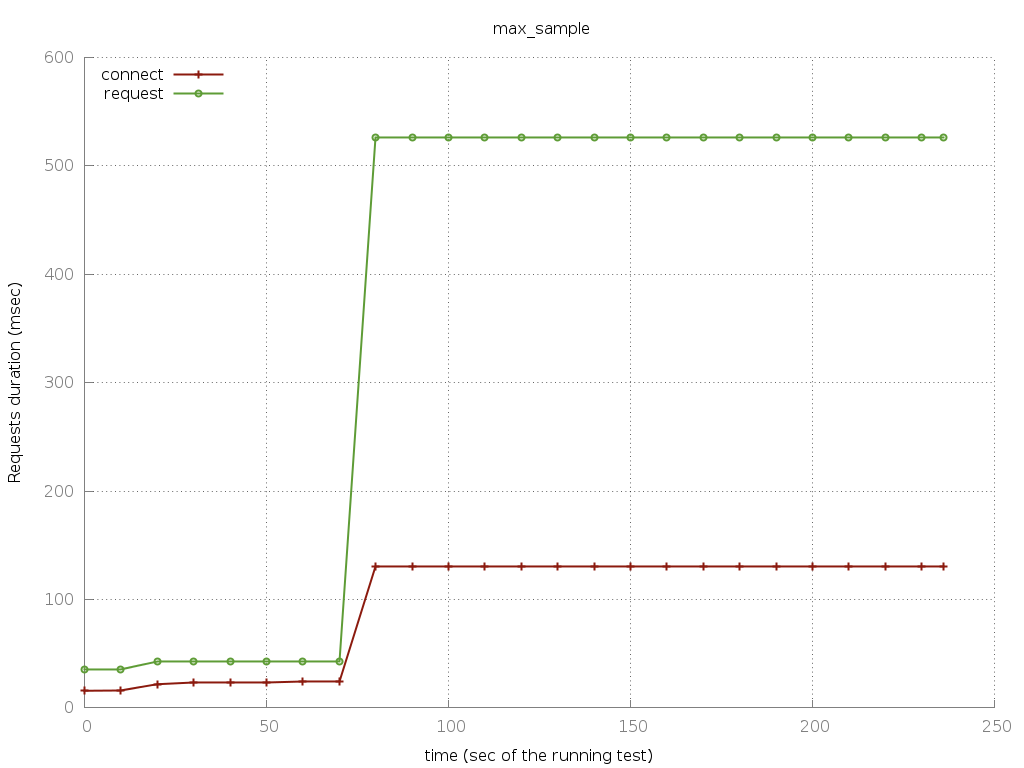 max_sample
600
500
400
300
200
100
0
connect
request
Requests duration (msec)
0 50 100 150 200 250
time (sec of the running test)